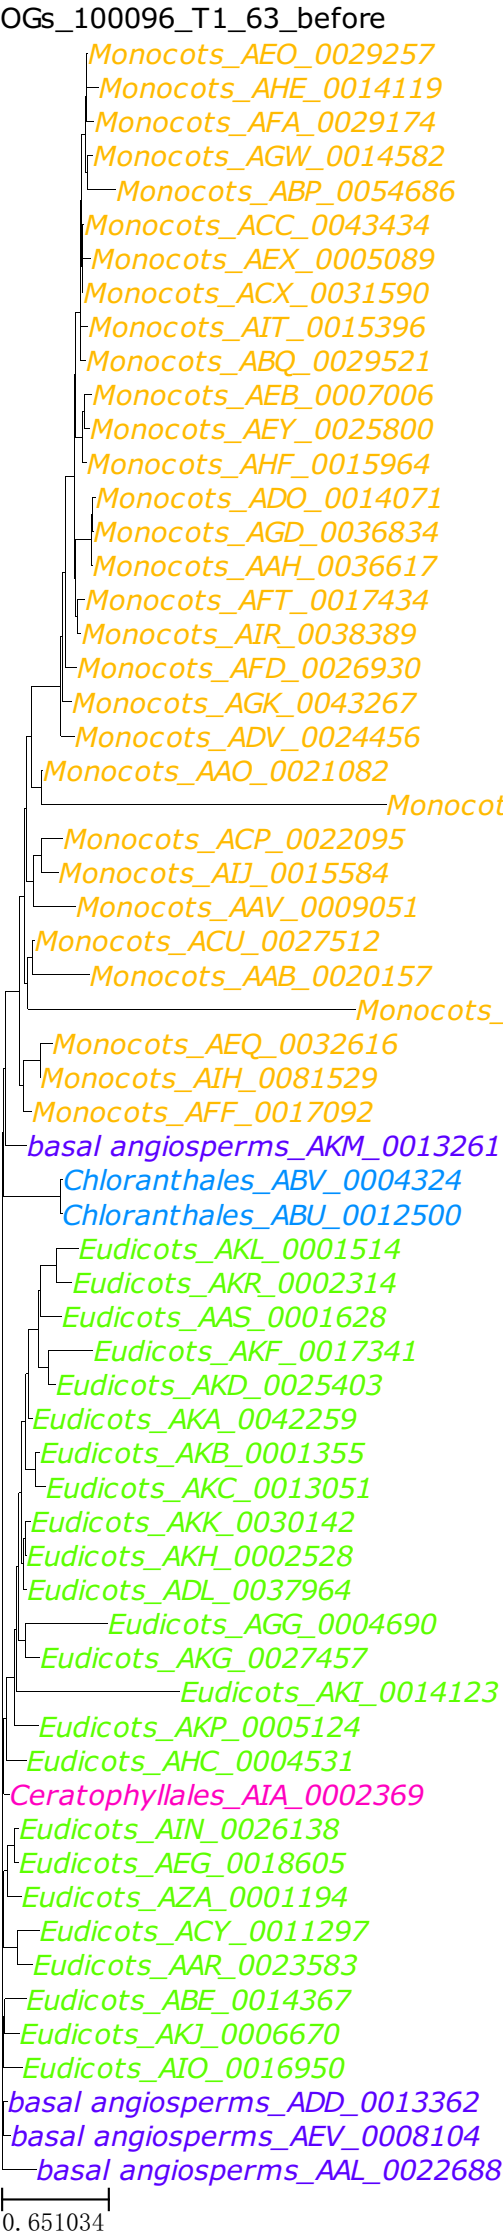 OGs_100096_T1_63_before
Monocots_AEO_0029257
Monocots_AHE_0014119
Monocots_AFA_0029174
Monocots_AGW_0014582
Monocots_ABP_0054686
Monocots_ACC_0043434
Monocots_AEX_0005089
Monocots_ACX_0031590
Monocots_AIT_0015396
Monocots_ABQ_0029521
Monocots_AEB_0007006
Monocots_AEY_0025800
Monocots_AHF_0015964
Monocots_ADO_0014071
Monocots_AGD_0036834
Monocots_AAH_0036617
Monocots_AFT_0017434
Monocots_AIR_0038389
Monocots_AFD_0026930
Monocots_AGK_0043267
Monocots_ADV_0024456
Monocots_AAO_0021082
Monocot
Monocots_ACP_0022095
Monocots_AIJ_0015584
Monocots_AAV_0009051
Monocots_ACU_0027512
Monocots_AAB_0020157
Monocots_
Monocots_AEQ_0032616
Monocots_AIH_0081529
Monocots_AFF_0017092
basal angiosperms_AKM_0013261
Chloranthales_ABV_0004324
Chloranthales_ABU_0012500
Eudicots_AKL_0001514
Eudicots_AKR_0002314
Eudicots_AAS_0001628
Eudicots_AKF_0017341
Eudicots_AKD_0025403
Eudicots_AKA_0042259
Eudicots_AKB_0001355
Eudicots_AKC_0013051
Eudicots_AKK_0030142
Eudicots_AKH_0002528
Eudicots_ADL_0037964
Eudicots_AGG_0004690
Eudicots_AKG_0027457
Eudicots_AKI_0014123
Eudicots_AKP_0005124
Eudicots_AHC_0004531
Ceratophyllales_AIA_0002369
Eudicots_AIN_0026138
Eudicots_AEG_0018605
Eudicots_AZA_0001194
Eudicots_ACY_0011297
Eudicots_AAR_0023583
Eudicots_ABE_0014367
Eudicots_AKJ_0006670
Eudicots_AIO_0016950
basal angiosperms_ADD_0013362
basal angiosperms_AEV_0008104
basal angiosperms_AAL_0022688
0.651034